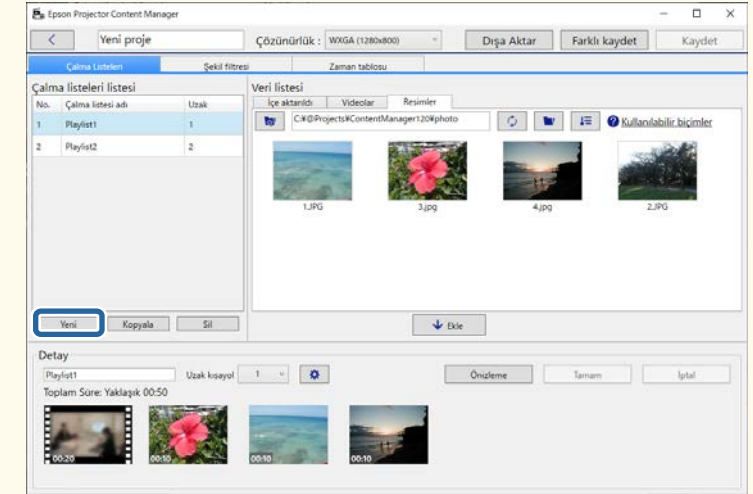 Epson Projector Content Manager
Yeni proje
Çözünürlük : WXGA (1280x800)
Dışa Aktar
Farklı kaydet
Kaydet
Çalma Listeleri
Şekil filtresi
Zaman tablosu
Çalma listeleri listesi
No. Çalma listesi adı Uzak
1 Playlist1 1
2 Playlist2 2
Yeni
Kopyala
Sil
Veri listesi
İçe aktarıldı
Videolar
Resimler
C:¥@Projects¥ContentManager120¥photo
Kullanılabilir biçimler
1.JPG
3.jpg
4.jpg
2.JPG
Ekle
Detay
Playlist1
Uzak kısayol 1
Önizleme
Tamam
İptal
Toplam Süre: Yaklaşık 00:50
00:20
00:10
00:10
00:10